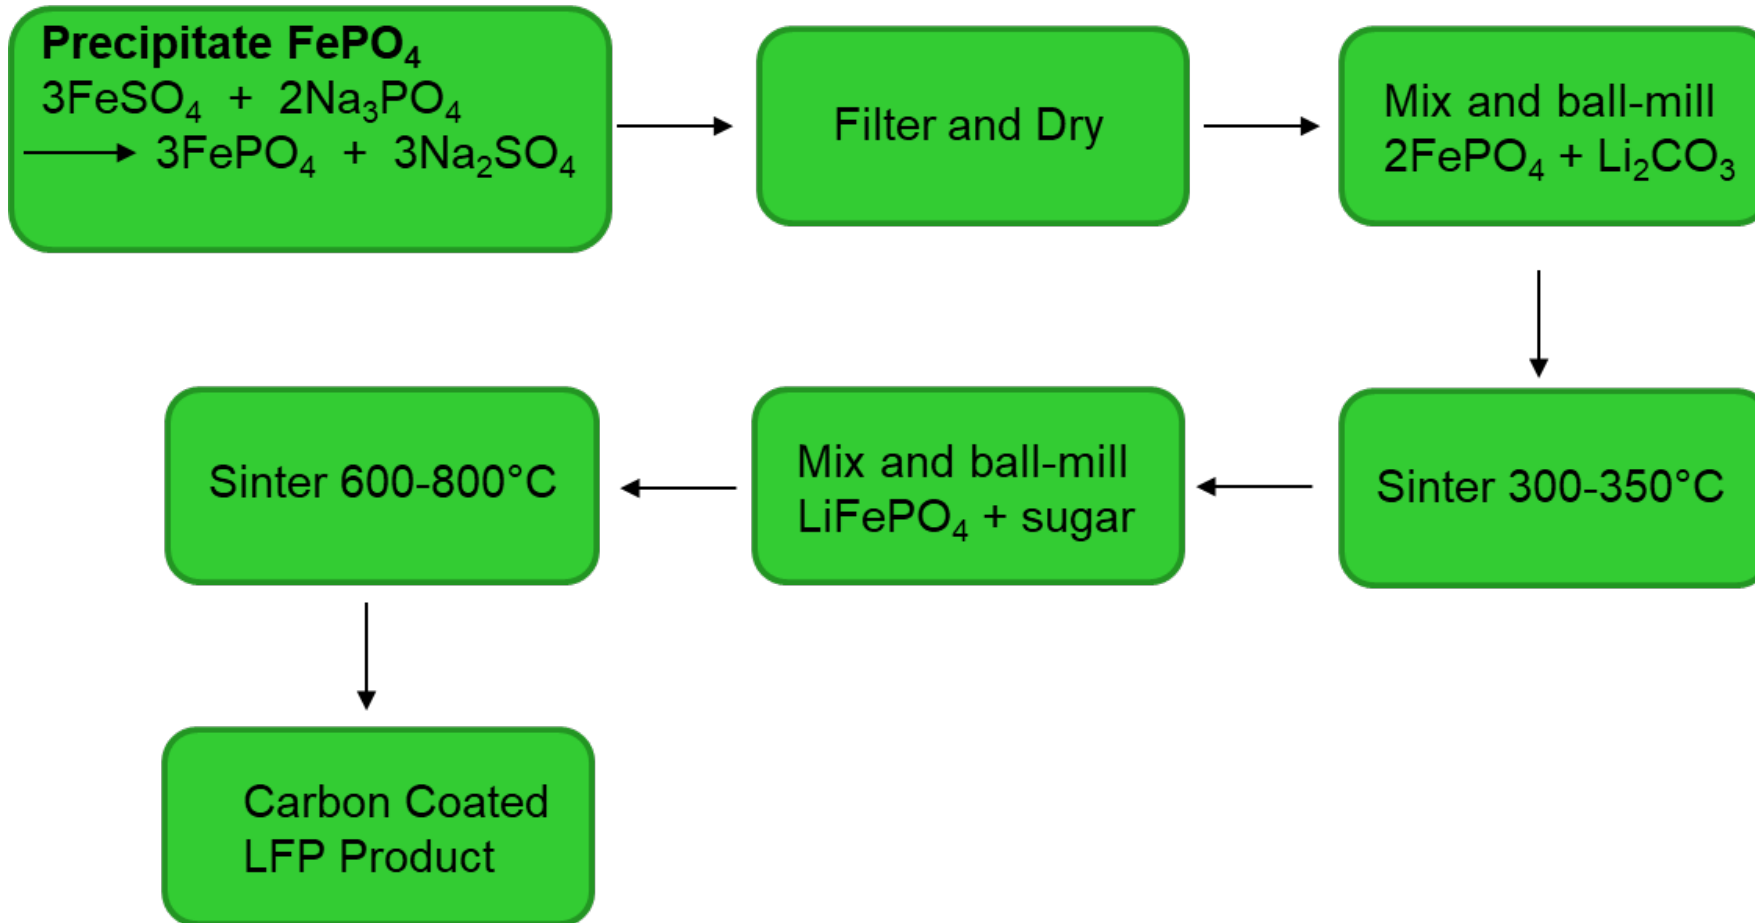 Precipitate FePO₄
3FeSO₄ + 2Na₃PO₄
⟶ 3FePO₄ + 3Na₂SO₄
Filter and Dry
Mix and ball-mill
2FePO₄ + Li₂CO₃
Sinter 300-350°C
Mix and ball-mill
LiFePO₄ + sugar
Sinter 600-800°C
Carbon Coated
LFP Product